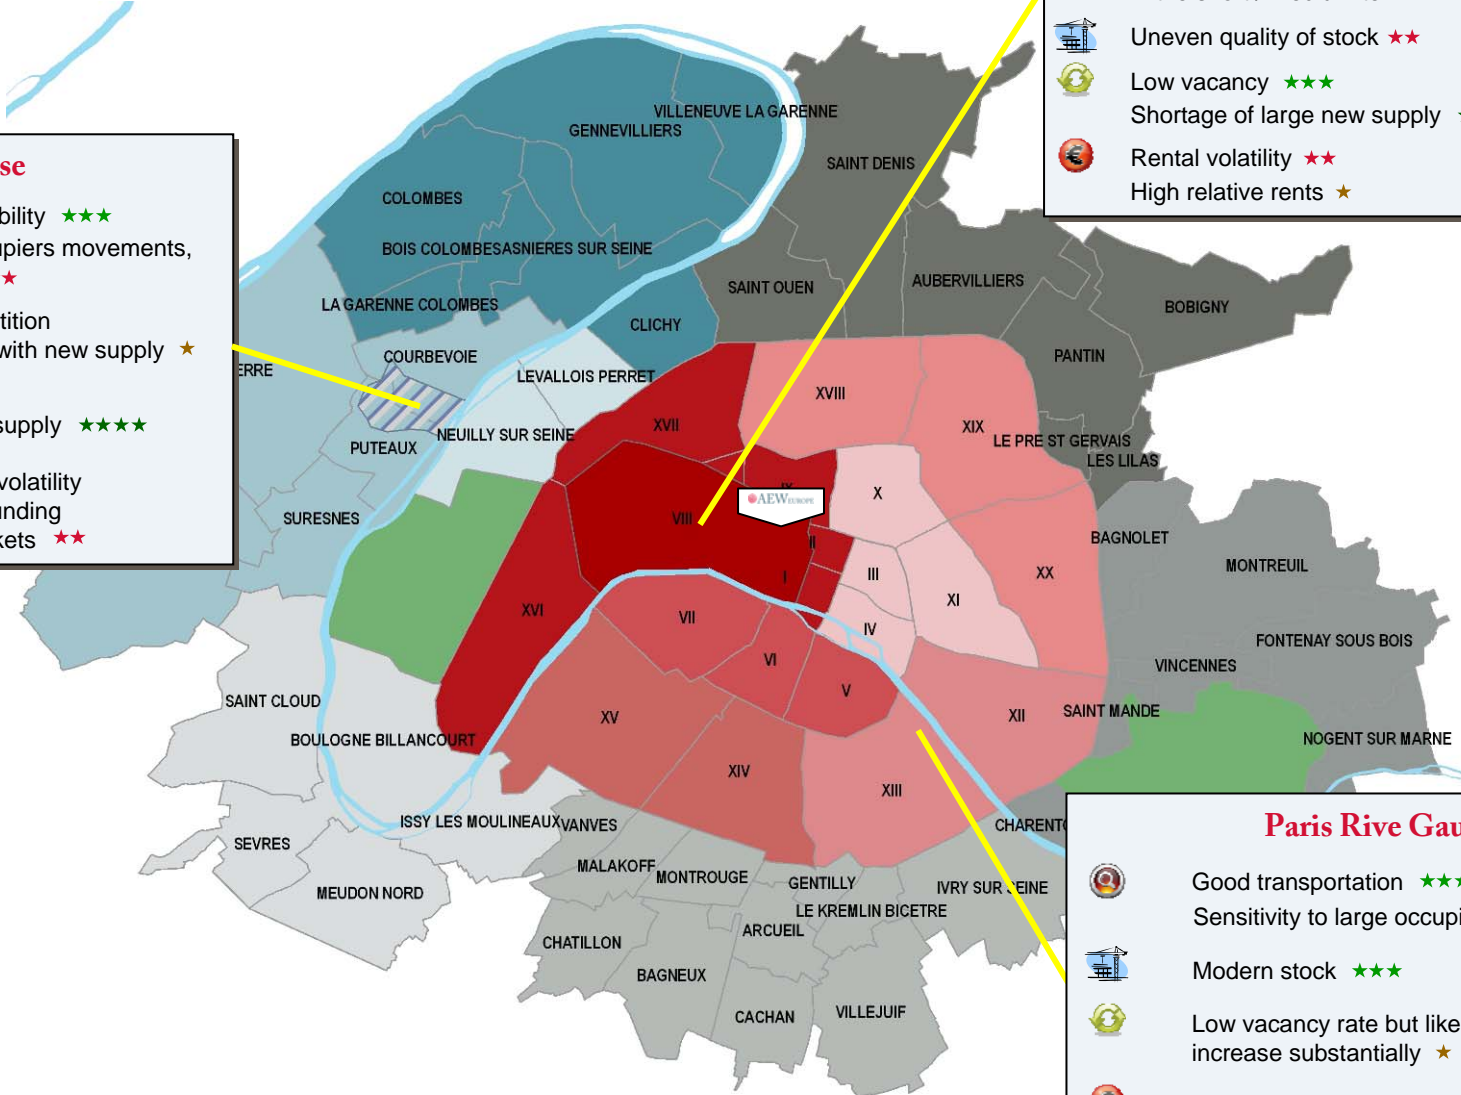 Uneven quality of stock ★★
Low vacancy ★★★
Shortage of large new supply
Rental volatility ★★
High relative rents ★
se
bility ★★★
upiers movements,
★
tition
with new supply ★
supply ★★★★
volatility
unding
kets ★★
VILLENEUVE LA GARENNE
GENNEVILLIERS
SAINT DENIS
COLOMBES
BOIS COLOMBES
ASNIERES SUR SEINE
LA GARENNE COLOMBES
SAINT OUEN
AUBERVILLIERS
BOBIGNY
CLICHY
COURBEVOIE
PANTIN
ERRE
LEVALLOIS PERRET
XVIII
XVII
XIX
LE PRE ST GERVAIS
NEUILLY SUR SEINE
PUTEAUX
LES LILAS
IX
X
AEW EUROPE
SURESNES
VIII
II
BAGNOLET
MONTREUIL
I
III
XX
XI
XVI
VII
IV
FONTENAY SOUS BOIS
VI
VINCENNES
V
SAINT CLOUD
XV
XII
SAINT MANDE
BOULOGNE BILLANCOURT
NOGENT SUR MARNE
XIV
XIII
ISSY LES MOULINEAUX
VANVES
CHARENTO
SEVRES
MALAKOFF
MONTROUGE
MEUDON NORD
GENTILLY
IVRY SUR SEINE
LE KREMLIN BICETRE
ARCUEIL
CHATILLON
BAGNEUX
CACHAN
VILLEJUIF
Paris Rive Gau
Good transportation ★★★
Sensitivity to large occupi
Modern stock ★★★
Low vacancy rate but like
increase substantially ★